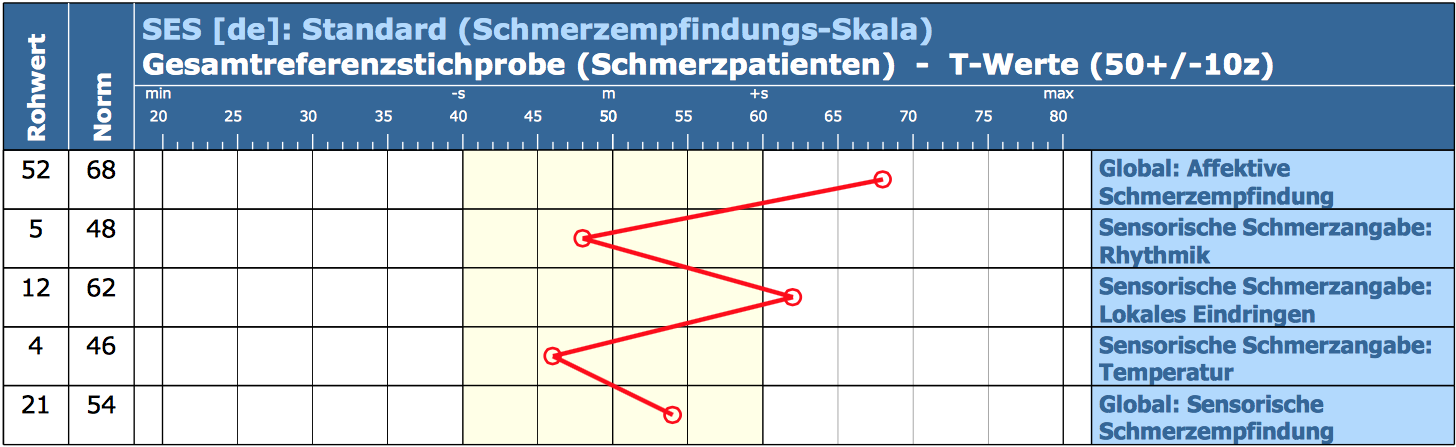 SES [de]: Standard (Schmerzempfindungs-Skala)
Gesamtreferenzstichprobe (Schmerzpatienten) - T-Werte (50+/-10z)
Rohwert Norm
min -s m +s max
20 25 30 35 40 45 50 55 60 65 70 75 80
52 68 Global: Affektive
Schmerzempfindung
5 48 Sensorische Schmerzangabe:
Rhythmik
12 62 Sensorische Schmerzangabe:
Lokales Eindringen
4 46 Sensorische Schmerzangabe:
Temperatur
21 54 Global: Sensorische
Schmerzempfindung